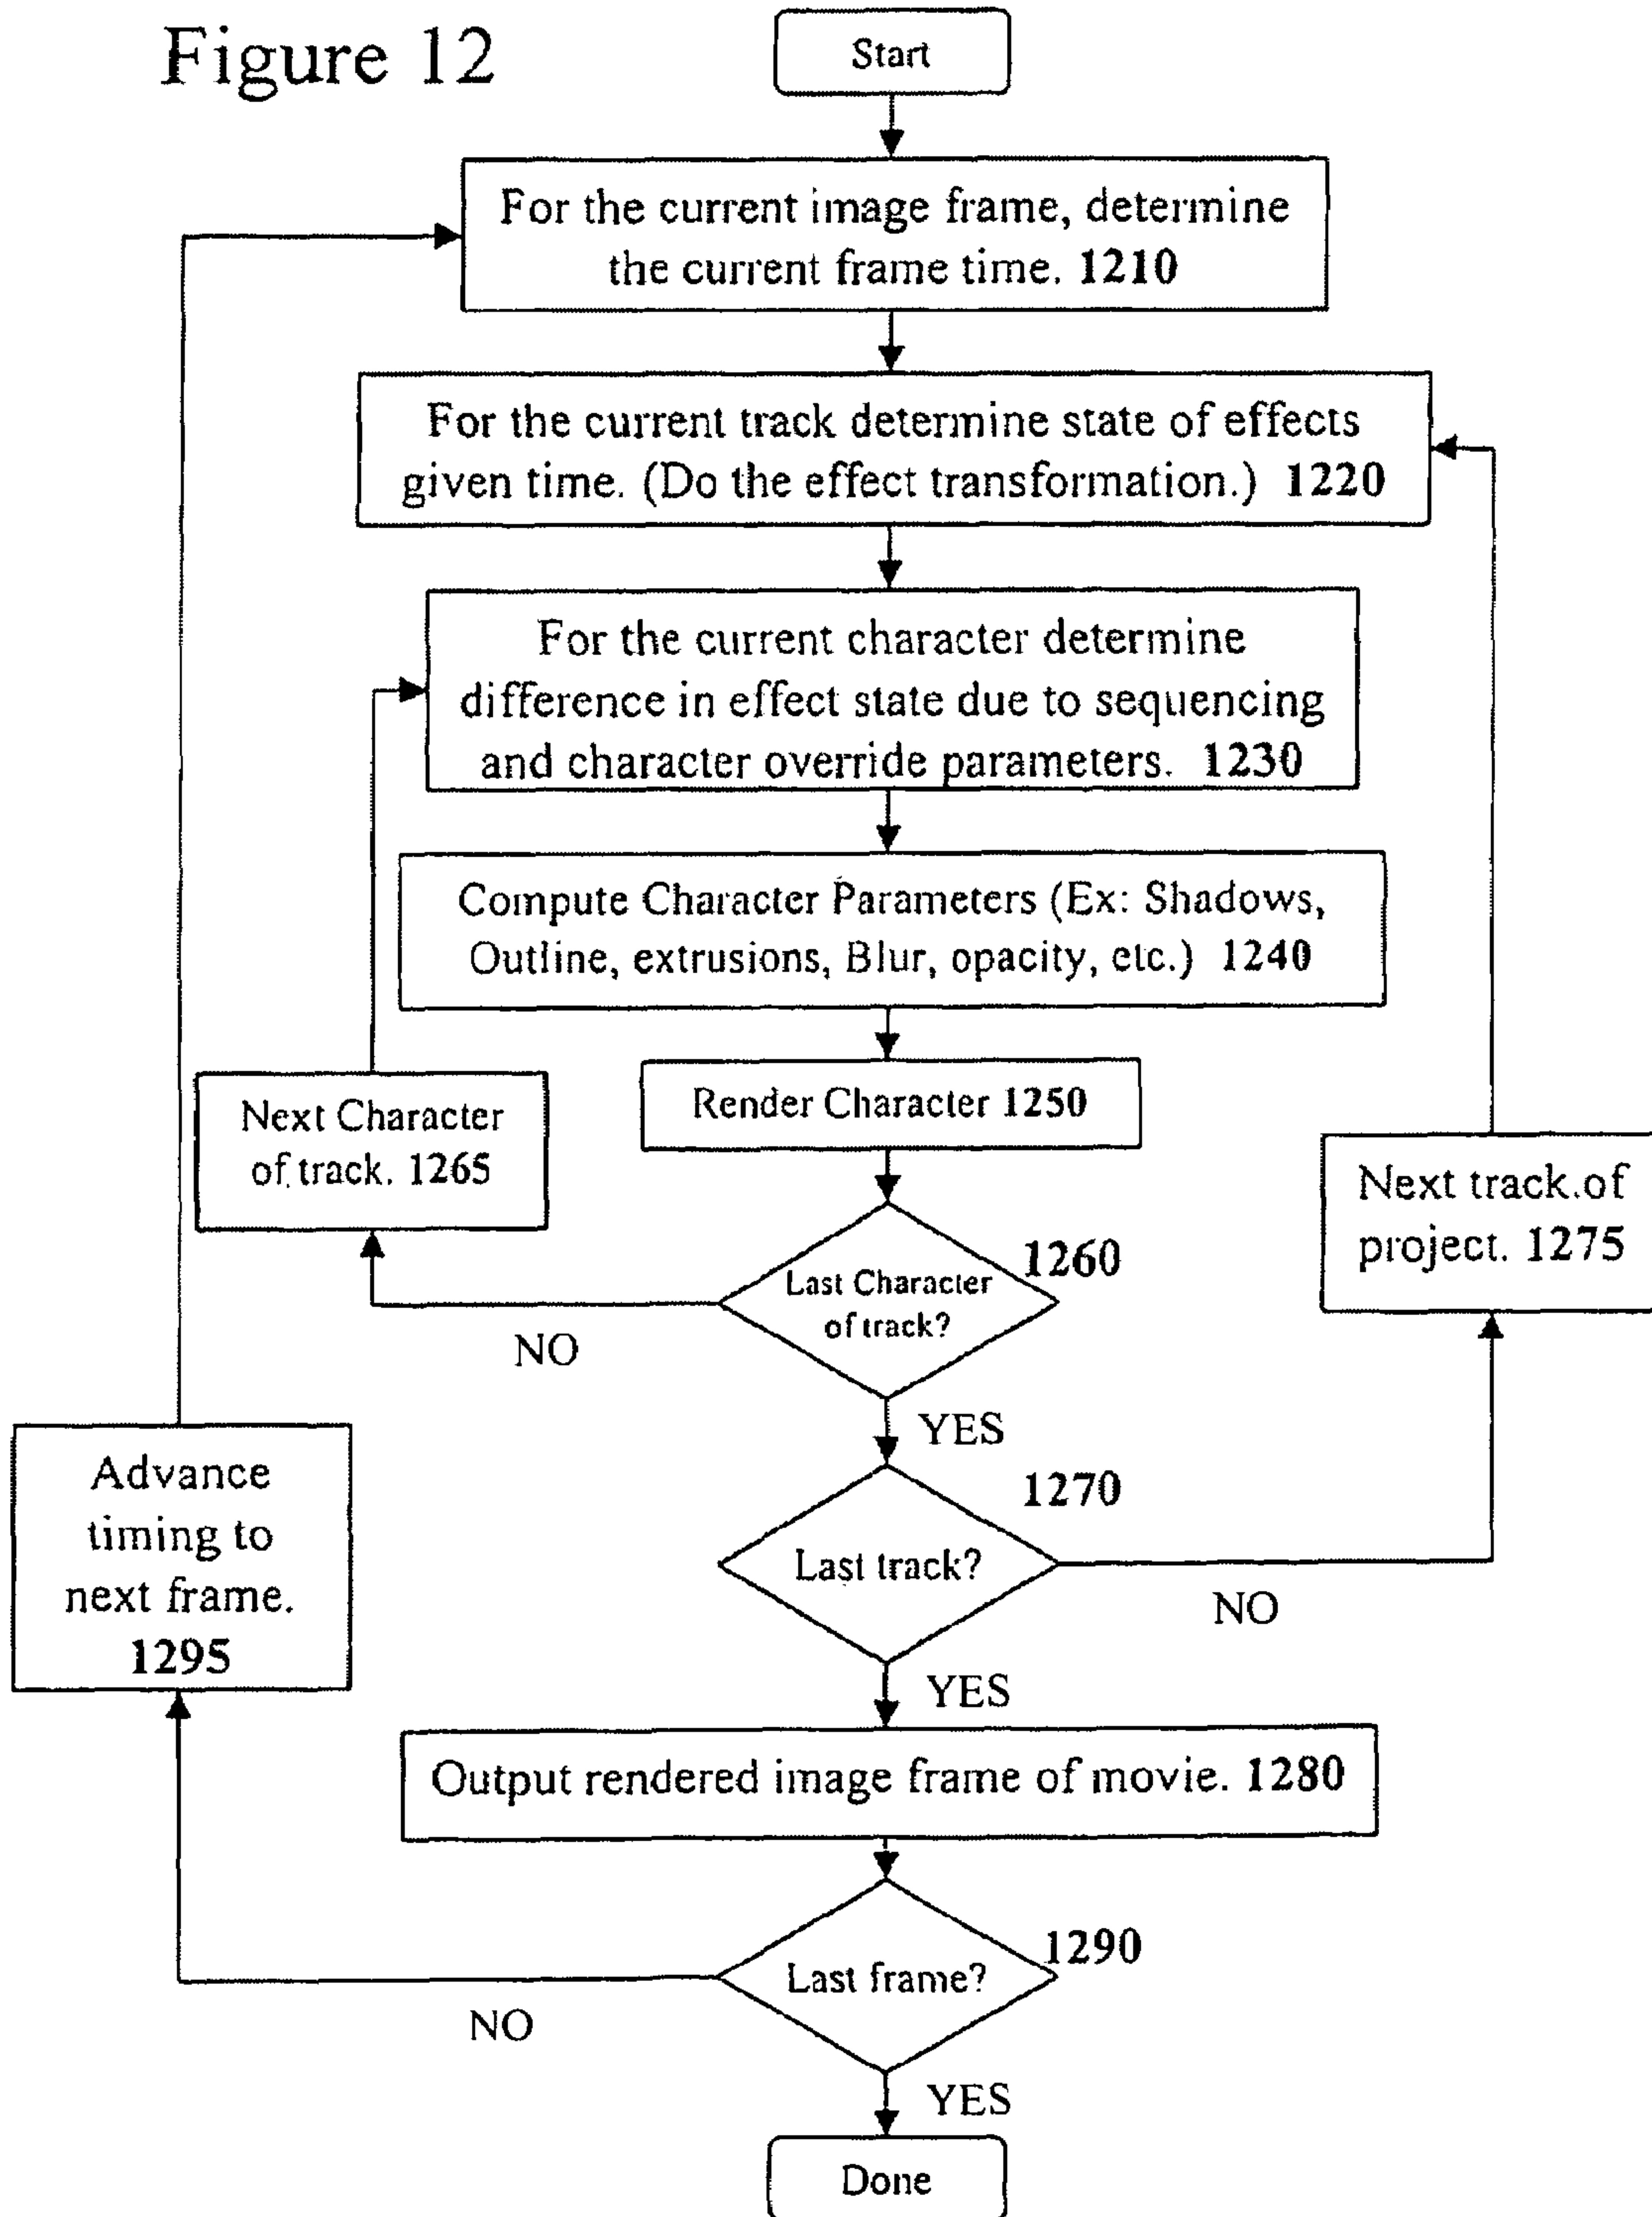 Figure 12
Start
For the current image frame, determine
the current frame time. 1210
For the current track determine state of effects
given time. (Do the effect transformation.) 1220
For the current character determine
difference in effect state due to sequencing
and character override parameters. 1230
Compute Character Parameters (Ex: Shadows,
Outline, extrusions, Blur, opacity, etc.) 1240
Render Character 1250
Next Character
of track. 1265
Next track of
project. 1275
1260
Last Character
of track?
NO
YES
Advance
timing to
next frame.
1295
1270
Last track?
NO
YES
Output rendered image frame of movie. 1280
1290
Last frame?
NO
YES
Done